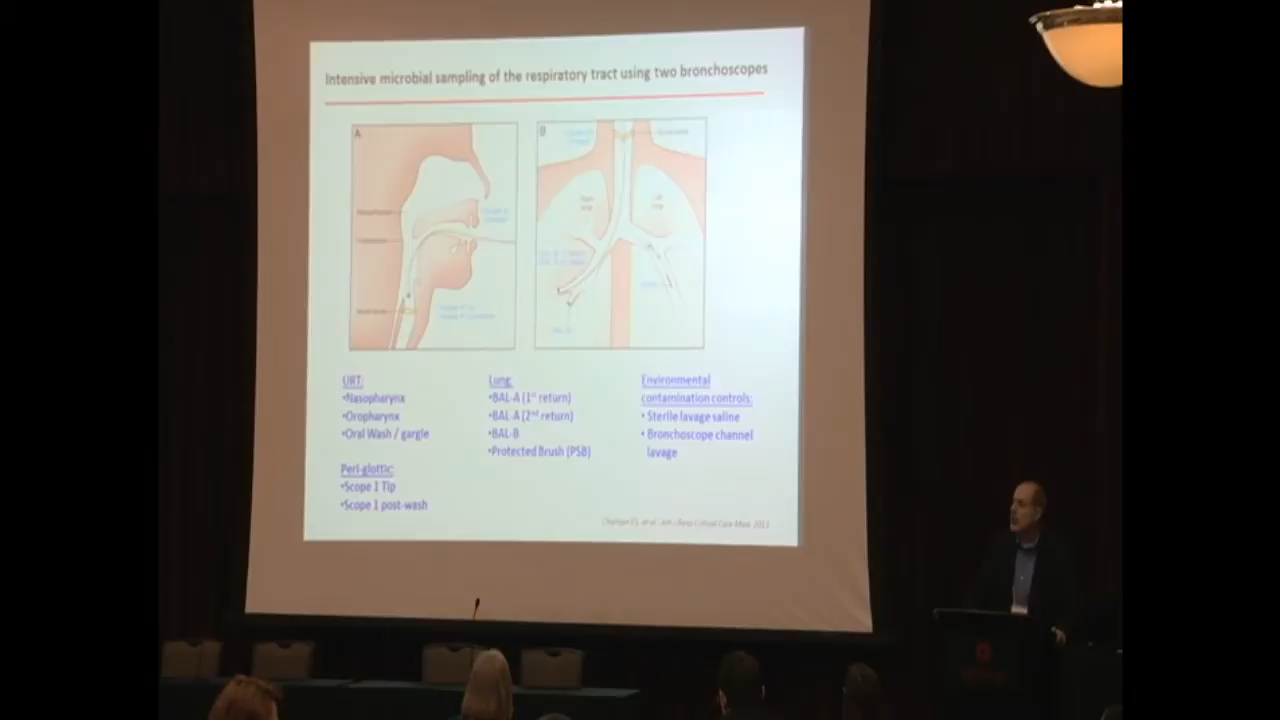 Intensive microbial sampling of the respiratory tract using two bronchoscopes
A
B
URT:
•Nasopharynx
•Oropharynx
•Oral Wash / gargle
Peri-glottic:
•Scope 1 Tip
•Scope 1 post-wash
Lung:
•BAL-A (1st return)
•BAL-A (2nd return)
•BAL-B
•Protected Brush (PSB)
Environmental
contamination controls:
• Sterile lavage saline
• Bronchoscope channel
lavage